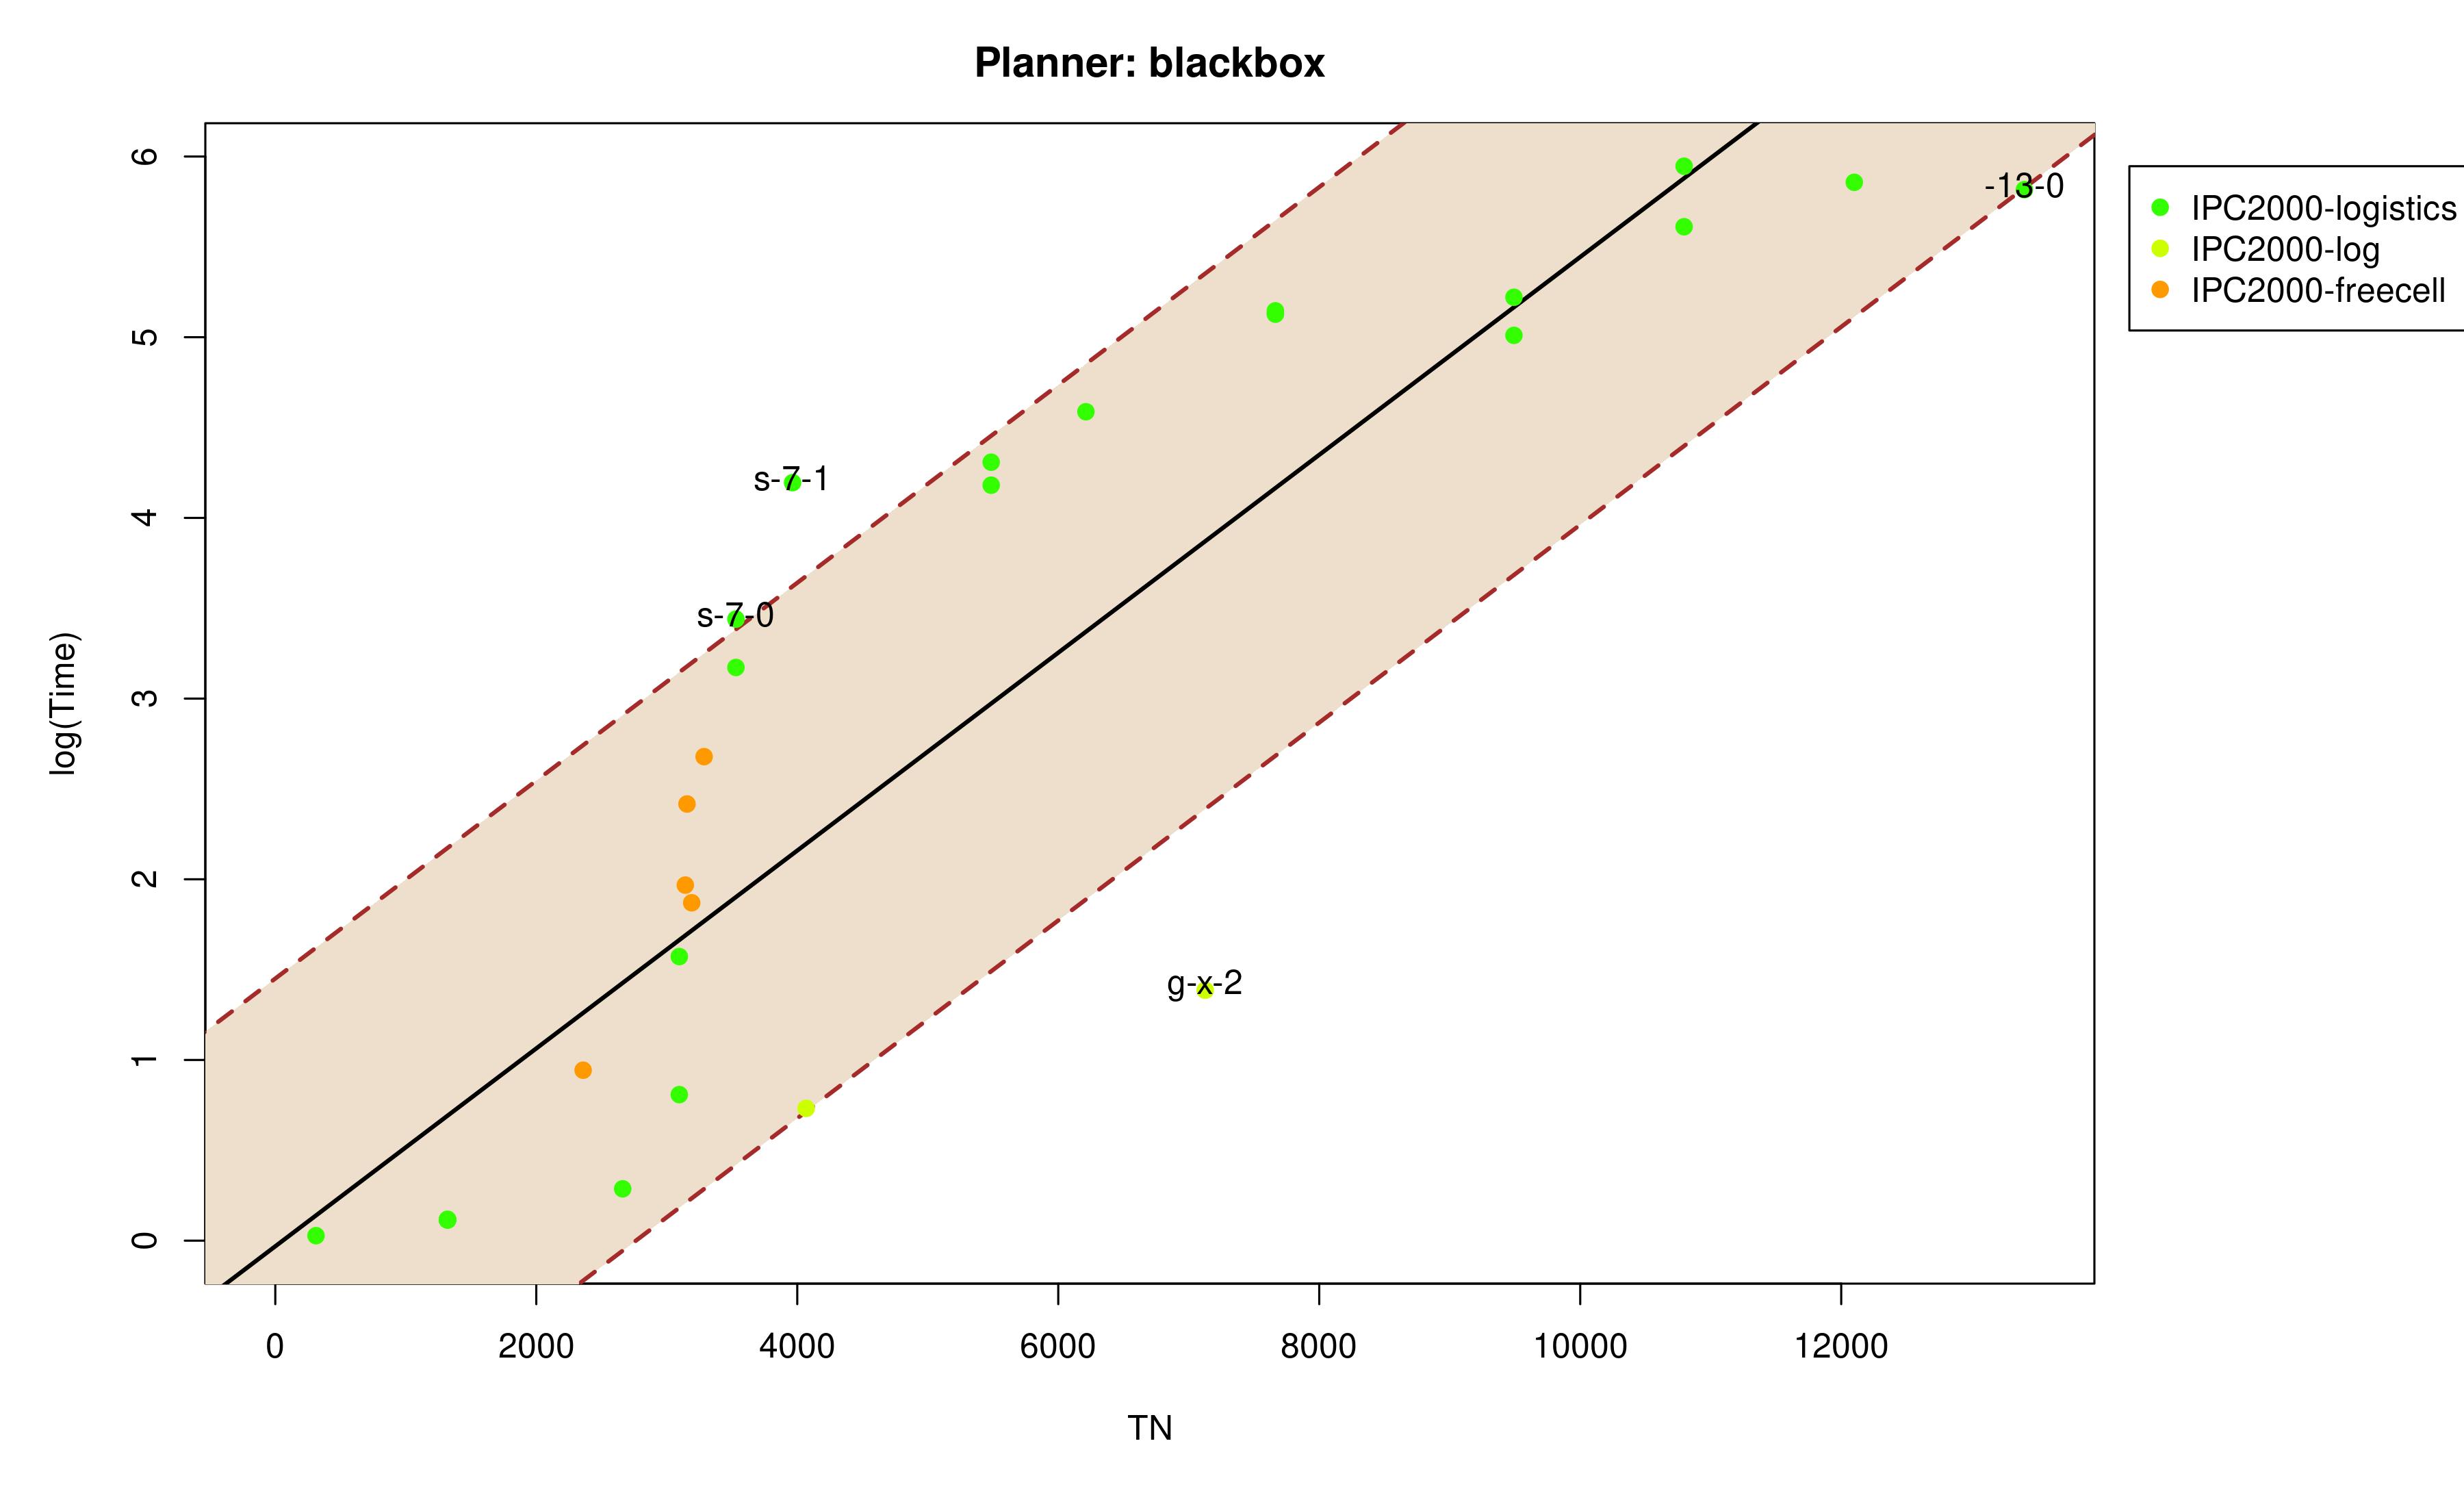 Planner: blackbox
6
5
4
3
2
1
0
log(Time)
-13-0
s-7-1
s-7-0
g-x-2
IPC2000-logistics
IPC2000-log
IPC2000-freecell
0 2000 4000 6000 8000 10000 12000
TN